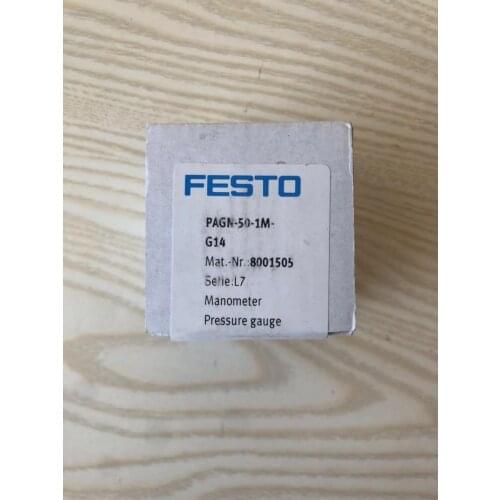 FESTO
PAGN-50-1M-
G14
Mat.-Nr.:8001505
Serie:L7
Manometer
Pressure gauge